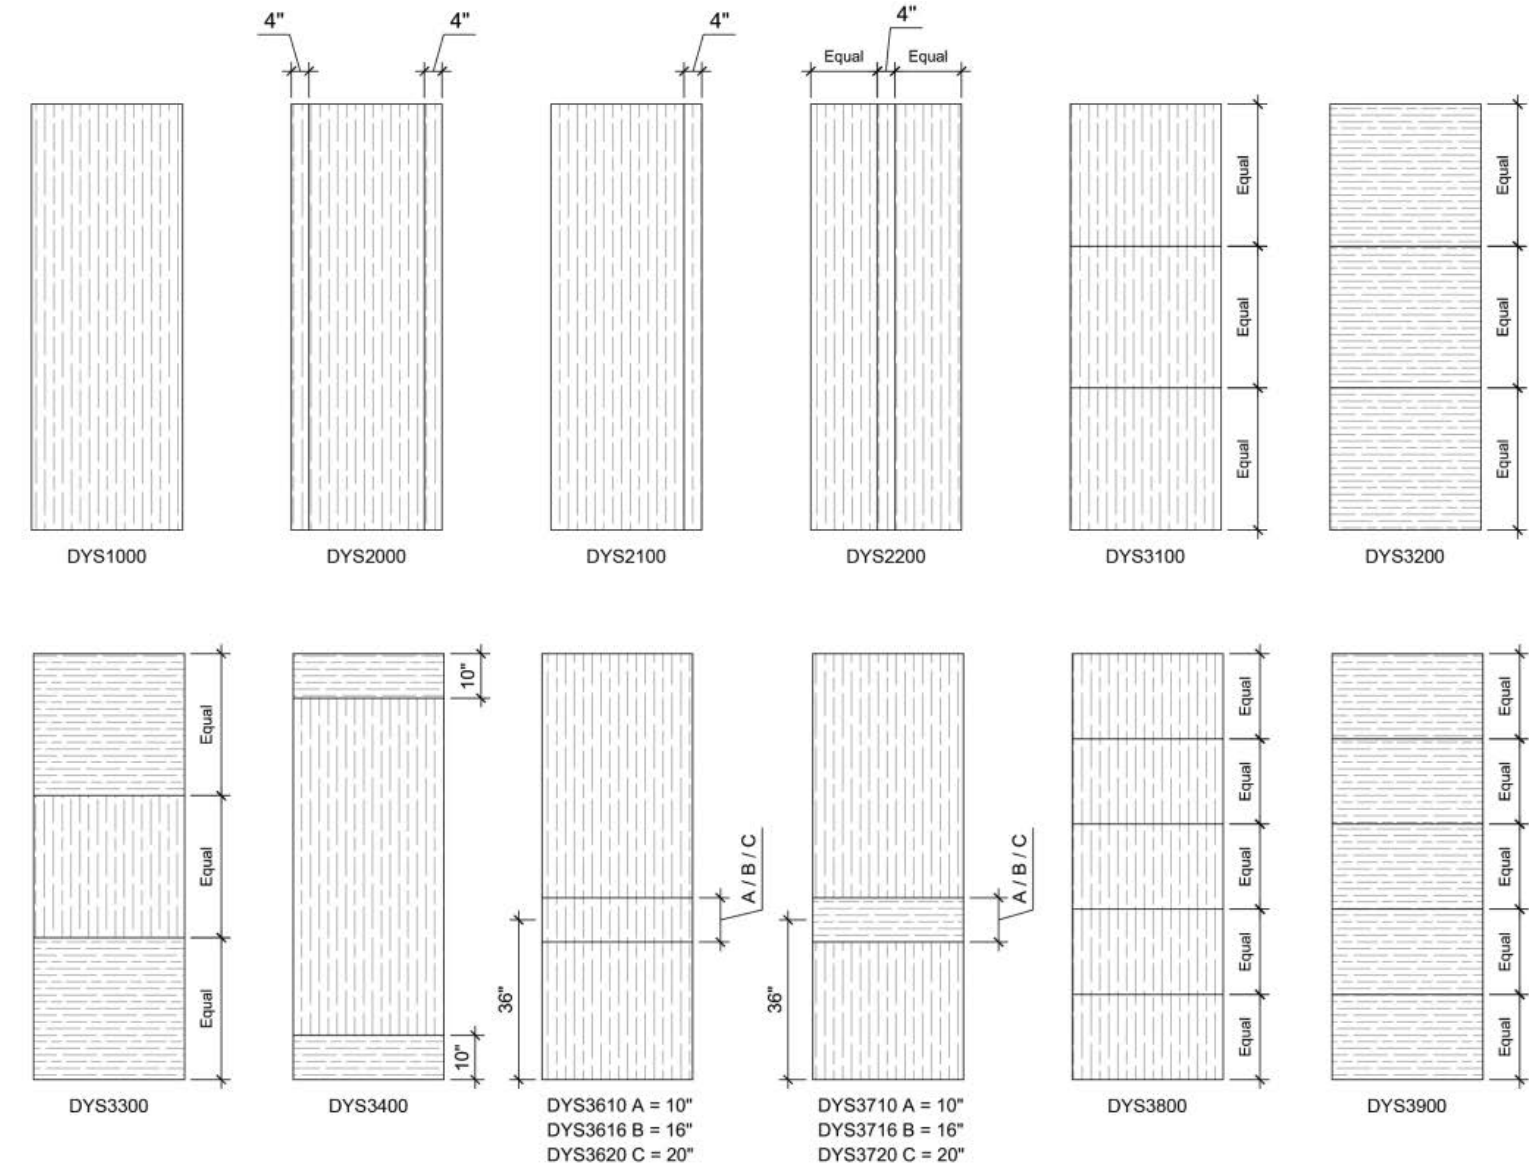 4"
4"
4"
4"
Equal
Equal
Equal
Equal
Equal
Equal
Equal
Equal
DYS1000
DYS2000
DYS2100
DYS2200
DYS3100
DYS3200
Equal
Equal
Equal
10"
10"
A / B / C
36"
A / B / C
36"
Equal
Equal
Equal
Equal
Equal
Equal
Equal
Equal
Equal
Equal
DYS3300
DYS3400
DYS3610 A = 10"
DYS3616 B = 16"
DYS3620 C = 20"
DYS3710 A = 10"
DYS3716 B = 16"
DYS3720 C = 20"
DYS3800
DYS3900